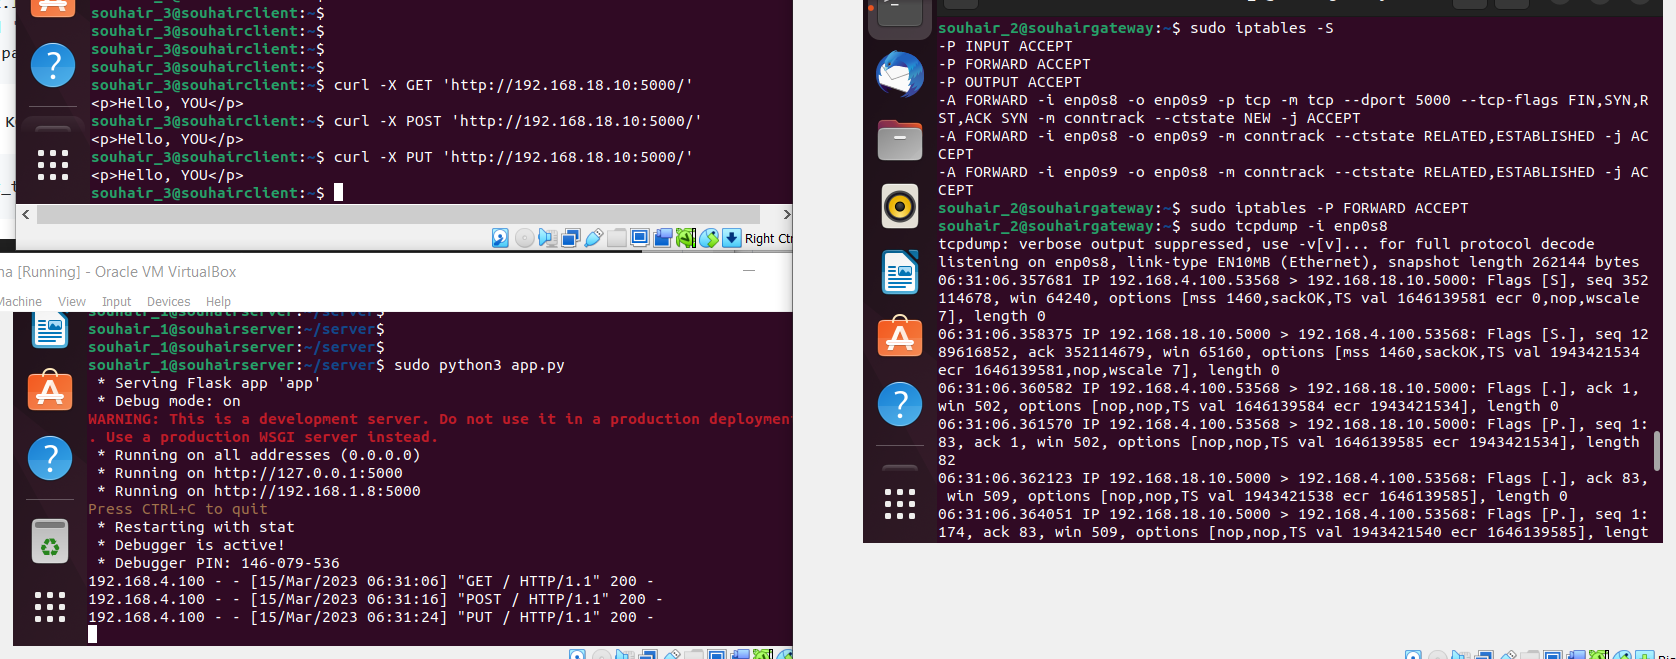 souhair_3@souhairclient:~$
souhair_3@souhairclient:~$
souhair_3@souhairclient:~$
souhair_3@souhairclient:~$
souhair_3@souhairclient:~$ curl -X GET 'http://192.168.18.10:5000/'
<p>Hello, YOU</p>
souhair_3@souhairclient:~$ curl -X POST 'http://192.168.18.10:5000/'
<p>Hello, YOU</p>
souhair_3@souhairclient:~$ curl -X PUT 'http://192.168.18.10:5000/'
<p>Hello, YOU</p>
souhair_3@souhairclient:~$
Right Ctr
na [Running] - Oracle VM VirtualBox
Machine View Input Devices Help
souhair_1@souhairserver:~/server$
souhair_1@souhairserver:~/server$
souhair_1@souhairserver:~/server$
souhair_1@souhairserver:~/server$ sudo python3 app.py
* Serving Flask app 'app'
* Debug mode: on
WARNING: This is a development server. Do not use it in a production deployment
. Use a production WSGI server instead.
* Running on all addresses (0.0.0.0)
* Running on http://127.0.0.1:5000
* Running on http://192.168.1.8:5000
Press CTRL+C to quit
* Restarting with stat
* Debugger is active!
* Debugger PIN: 146-079-536
192.168.4.100 - - [15/Mar/2023 06:31:06] "GET / HTTP/1.1" 200 -
192.168.4.100 - - [15/Mar/2023 06:31:16] "POST / HTTP/1.1" 200 -
192.168.4.100 - - [15/Mar/2023 06:31:24] "PUT / HTTP/1.1" 200 -
souhair_2@souhairgateway:~$ sudo iptables -S
-P INPUT ACCEPT
-P FORWARD ACCEPT
-P OUTPUT ACCEPT
-A FORWARD -i enp0s8 -o enp0s9 -p tcp -m tcp --dport 5000 --tcp-flags FIN,SYN,R
ST,ACK SYN -m conntrack --ctstate NEW -j ACCEPT
-A FORWARD -i enp0s8 -o enp0s9 -m conntrack --ctstate RELATED,ESTABLISHED -j AC
CEPT
-A FORWARD -i enp0s9 -o enp0s8 -m conntrack --ctstate RELATED,ESTABLISHED -j AC
CEPT
souhair_2@souhairgateway:~$ sudo iptables -P FORWARD ACCEPT
souhair_2@souhairgateway:~$ sudo tcpdump -i enp0s8
tcpdump: verbose output suppressed, use -v[v]... for full protocol decode
listening on enp0s8, link-type EN10MB (Ethernet), snapshot length 262144 bytes
06:31:06.357681 IP 192.168.4.100.53568 > 192.168.18.10.5000: Flags [S], seq 352
114678, win 64240, options [mss 1460,sackOK,TS val 1646139581 ecr 0,nop,wscale
7], length 0
06:31:06.358375 IP 192.168.18.10.5000 > 192.168.4.100.53568: Flags [S.], seq 12
89616852, ack 352114679, win 65160, options [mss 1460,sackOK,TS val 1943421534
ecr 1646139581,nop,wscale 7], length 0
06:31:06.360582 IP 192.168.4.100.53568 > 192.168.18.10.5000: Flags [.], ack 1,
win 502, options [nop,nop,TS val 1646139584 ecr 1943421534], length 0
06:31:06.361570 IP 192.168.4.100.53568 > 192.168.18.10.5000: Flags [P.], seq 1:
83, ack 1, win 502, options [nop,nop,TS val 1646139585 ecr 1943421534], length
82
06:31:06.362123 IP 192.168.18.10.5000 > 192.168.4.100.53568: Flags [.], ack 83,
win 509, options [nop,nop,TS val 1943421538 ecr 1646139585], length 0
06:31:06.364051 IP 192.168.18.10.5000 > 192.168.4.100.53568: Flags [P.], seq 1:
174, ack 83, win 509, options [nop,nop,TS val 1943421540 ecr 1646139585], lengt